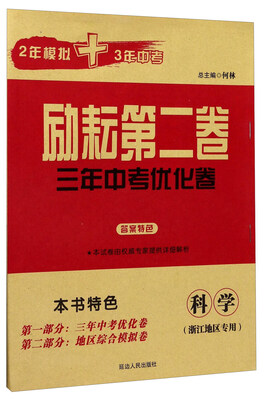 2年模拟+3年中考
总主编 何林
励耘第二卷
三年中考优化卷
答案特色
本书特色
科学
(浙江地区专用)
第一部分：三年中考优化卷
第二部分：地区综合模拟卷
延边人民出版社